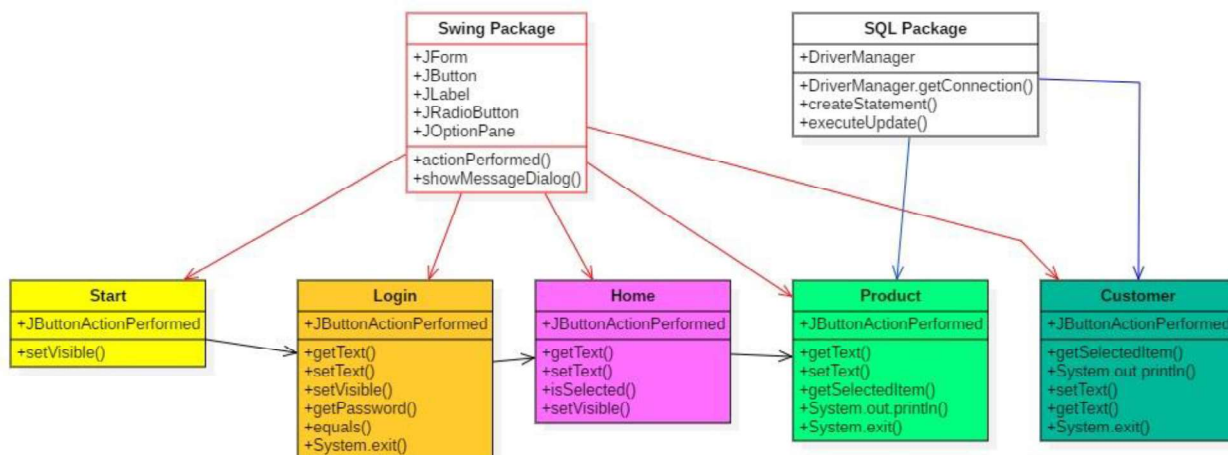 Swing Package
+JForm
+JButton
+JLabel
+JRadioButton
+JOptionPane
+actionPerformed()
+showMessageDialog()
SQL Package
+DriverManager
+DriverManager.getConnection()
+createStatement()
+executeUpdate()
Start
+JButtonActionPerformed
+setVisible()
Login
+JButtonActionPerformed
+getText()
+setText()
+setVisible()
+getPassword()
+equals()
+System.exit()
Home
+JButtonActionPerformed
+getText()
+setText()
+isSelected()
+setVisible()
Product
+JButtonActionPerformed
+getText()
+setText()
+getSelectedItem()
+System.out.println()
+System.exit()
Customer
+JButtonActionPerformed
+getSelectedItem()
+System.out.println()
+setText()
+getText()
+System.exit()